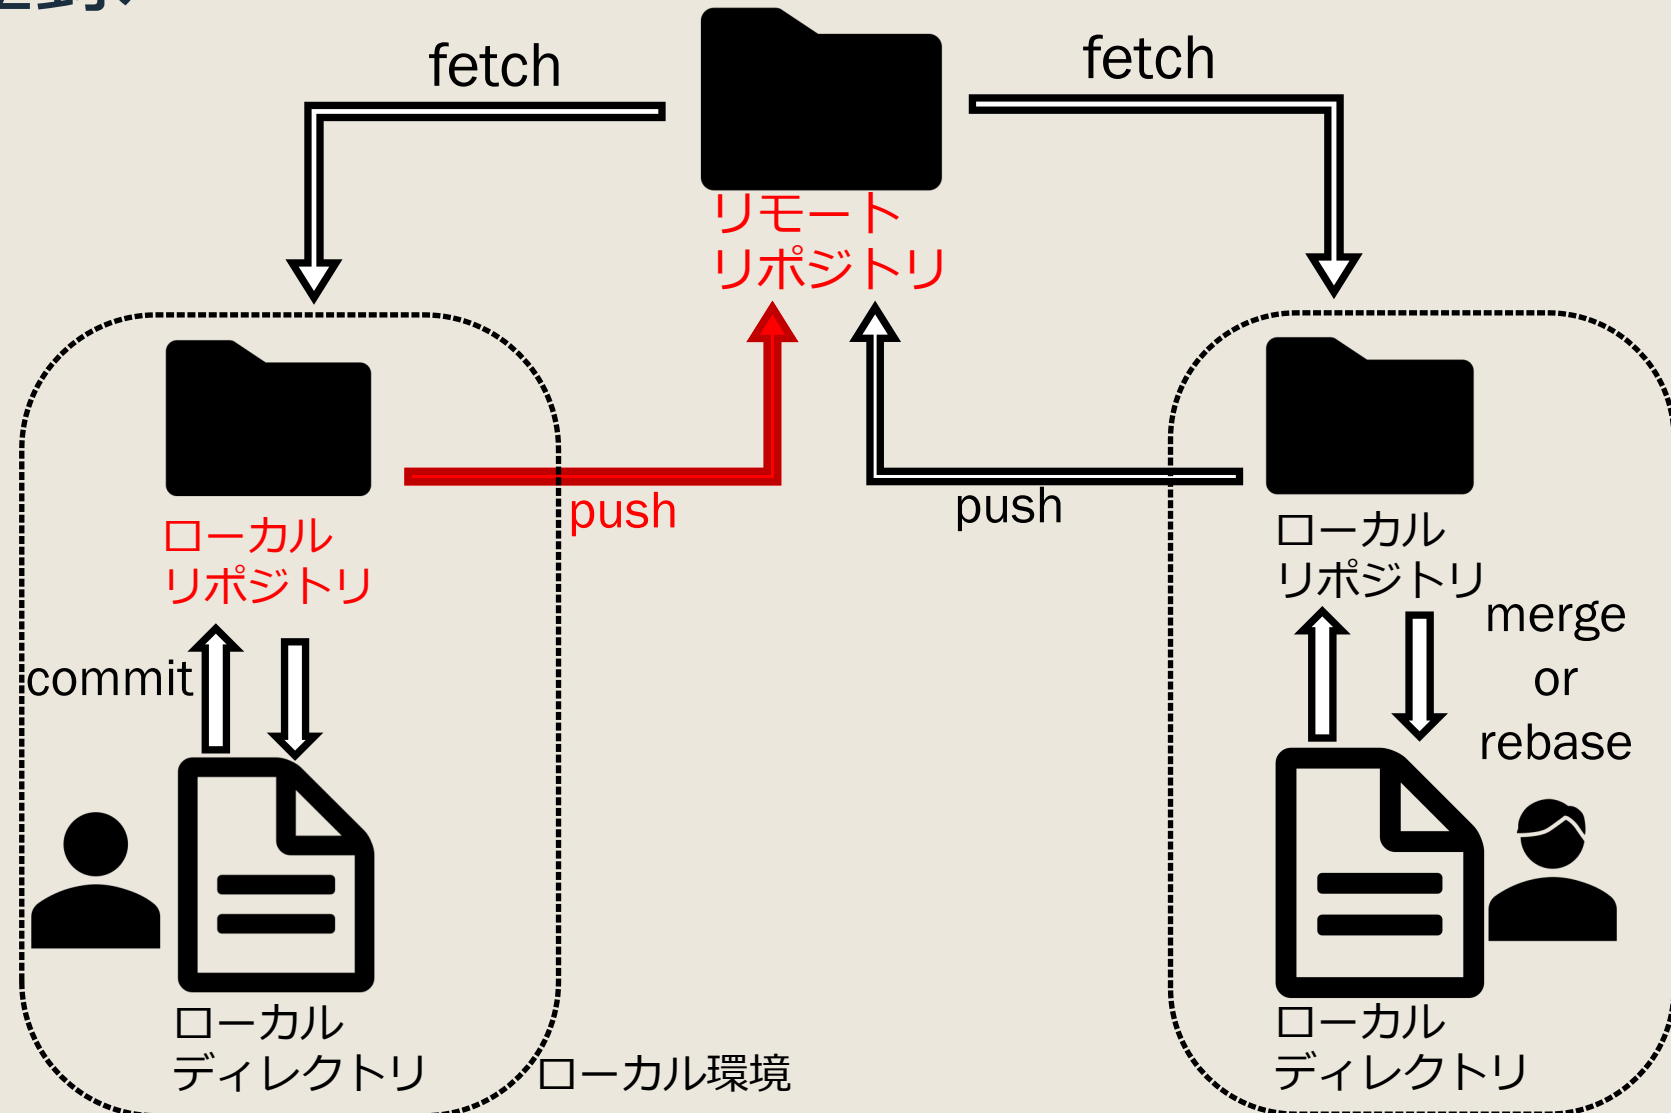 fetch
fetch
リモート
リポジトリ
push
push
ローカル
リポジトリ
commit
ローカル
ディレクトリ
ローカル環境
ローカル
リポジトリ
merge
or
rebase
ローカル
ディレクトリ